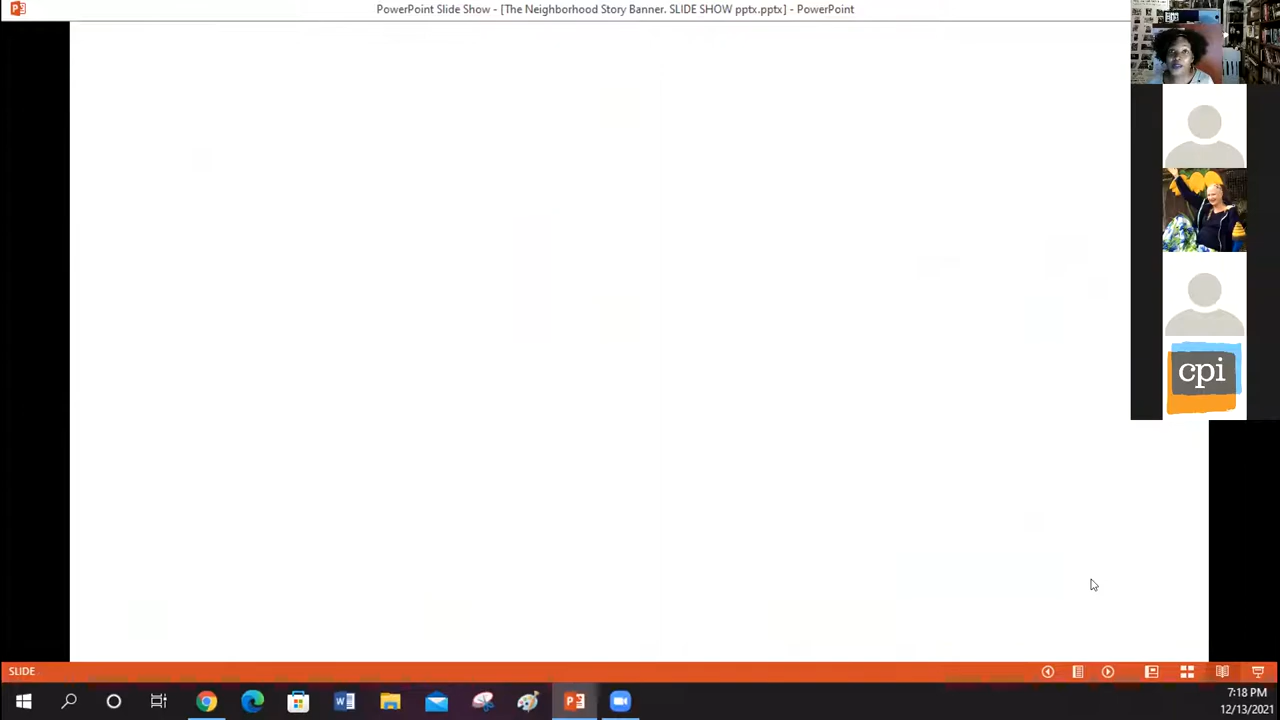 PowerPoint Slide Show - [The Neighborhood Story Banner. SLIDE SHOW pptx.pptx] - PowerPoint
cpi
SLIDE
7:18 PM
12/13/2021